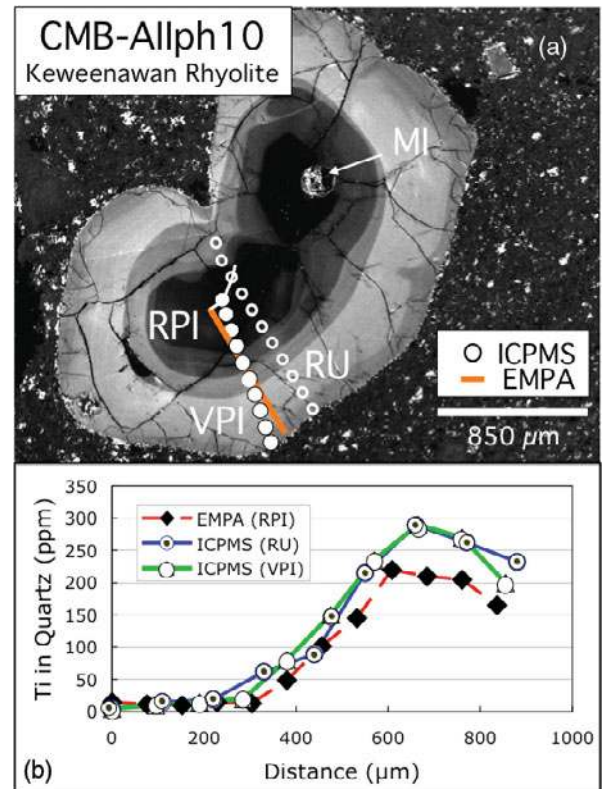 CMB-Allph10
Keweenawan Rhyolite
(a)
MI
RPI
RU
VPI
ICPMS
EMPA
850 µm
350
300
250
200
150
100
50
0
Ti in Quartz (ppm)
EMPA (RPI)
ICPMS (RU)
ICPMS (VPI)
0 200 400 600 800 1000
Distance (µm)
(b)